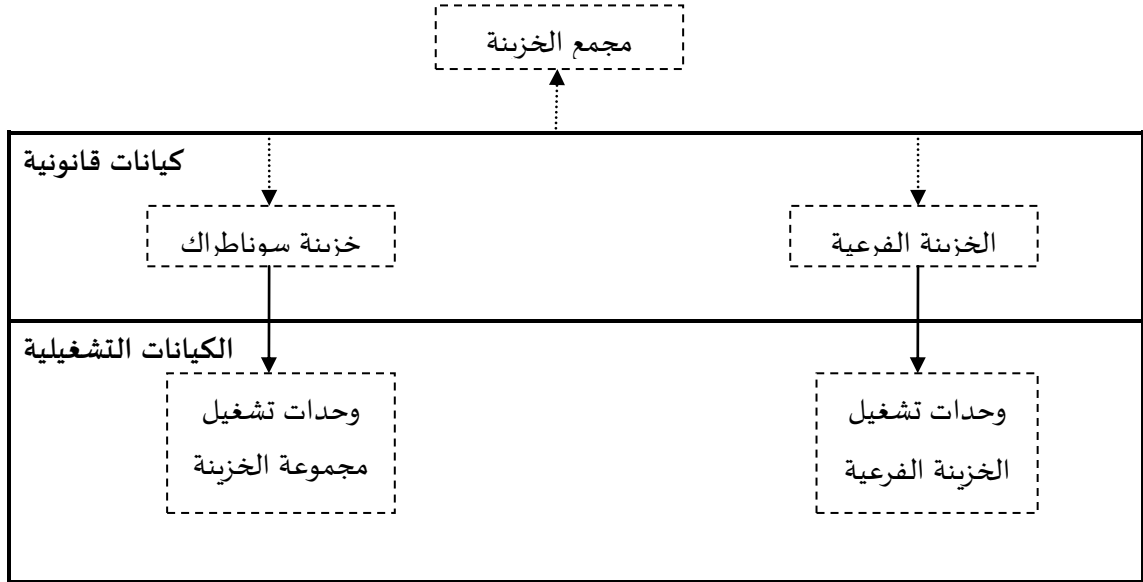 مجمع الخزينة
كيانات قانونية
الخزينة الفرعية
خزينة سوناطراك
الكيانات التشغيلية
وحدات تشغيل
الخزينة الفرعية
وحدات تشغيل
مجموعة الخزينة